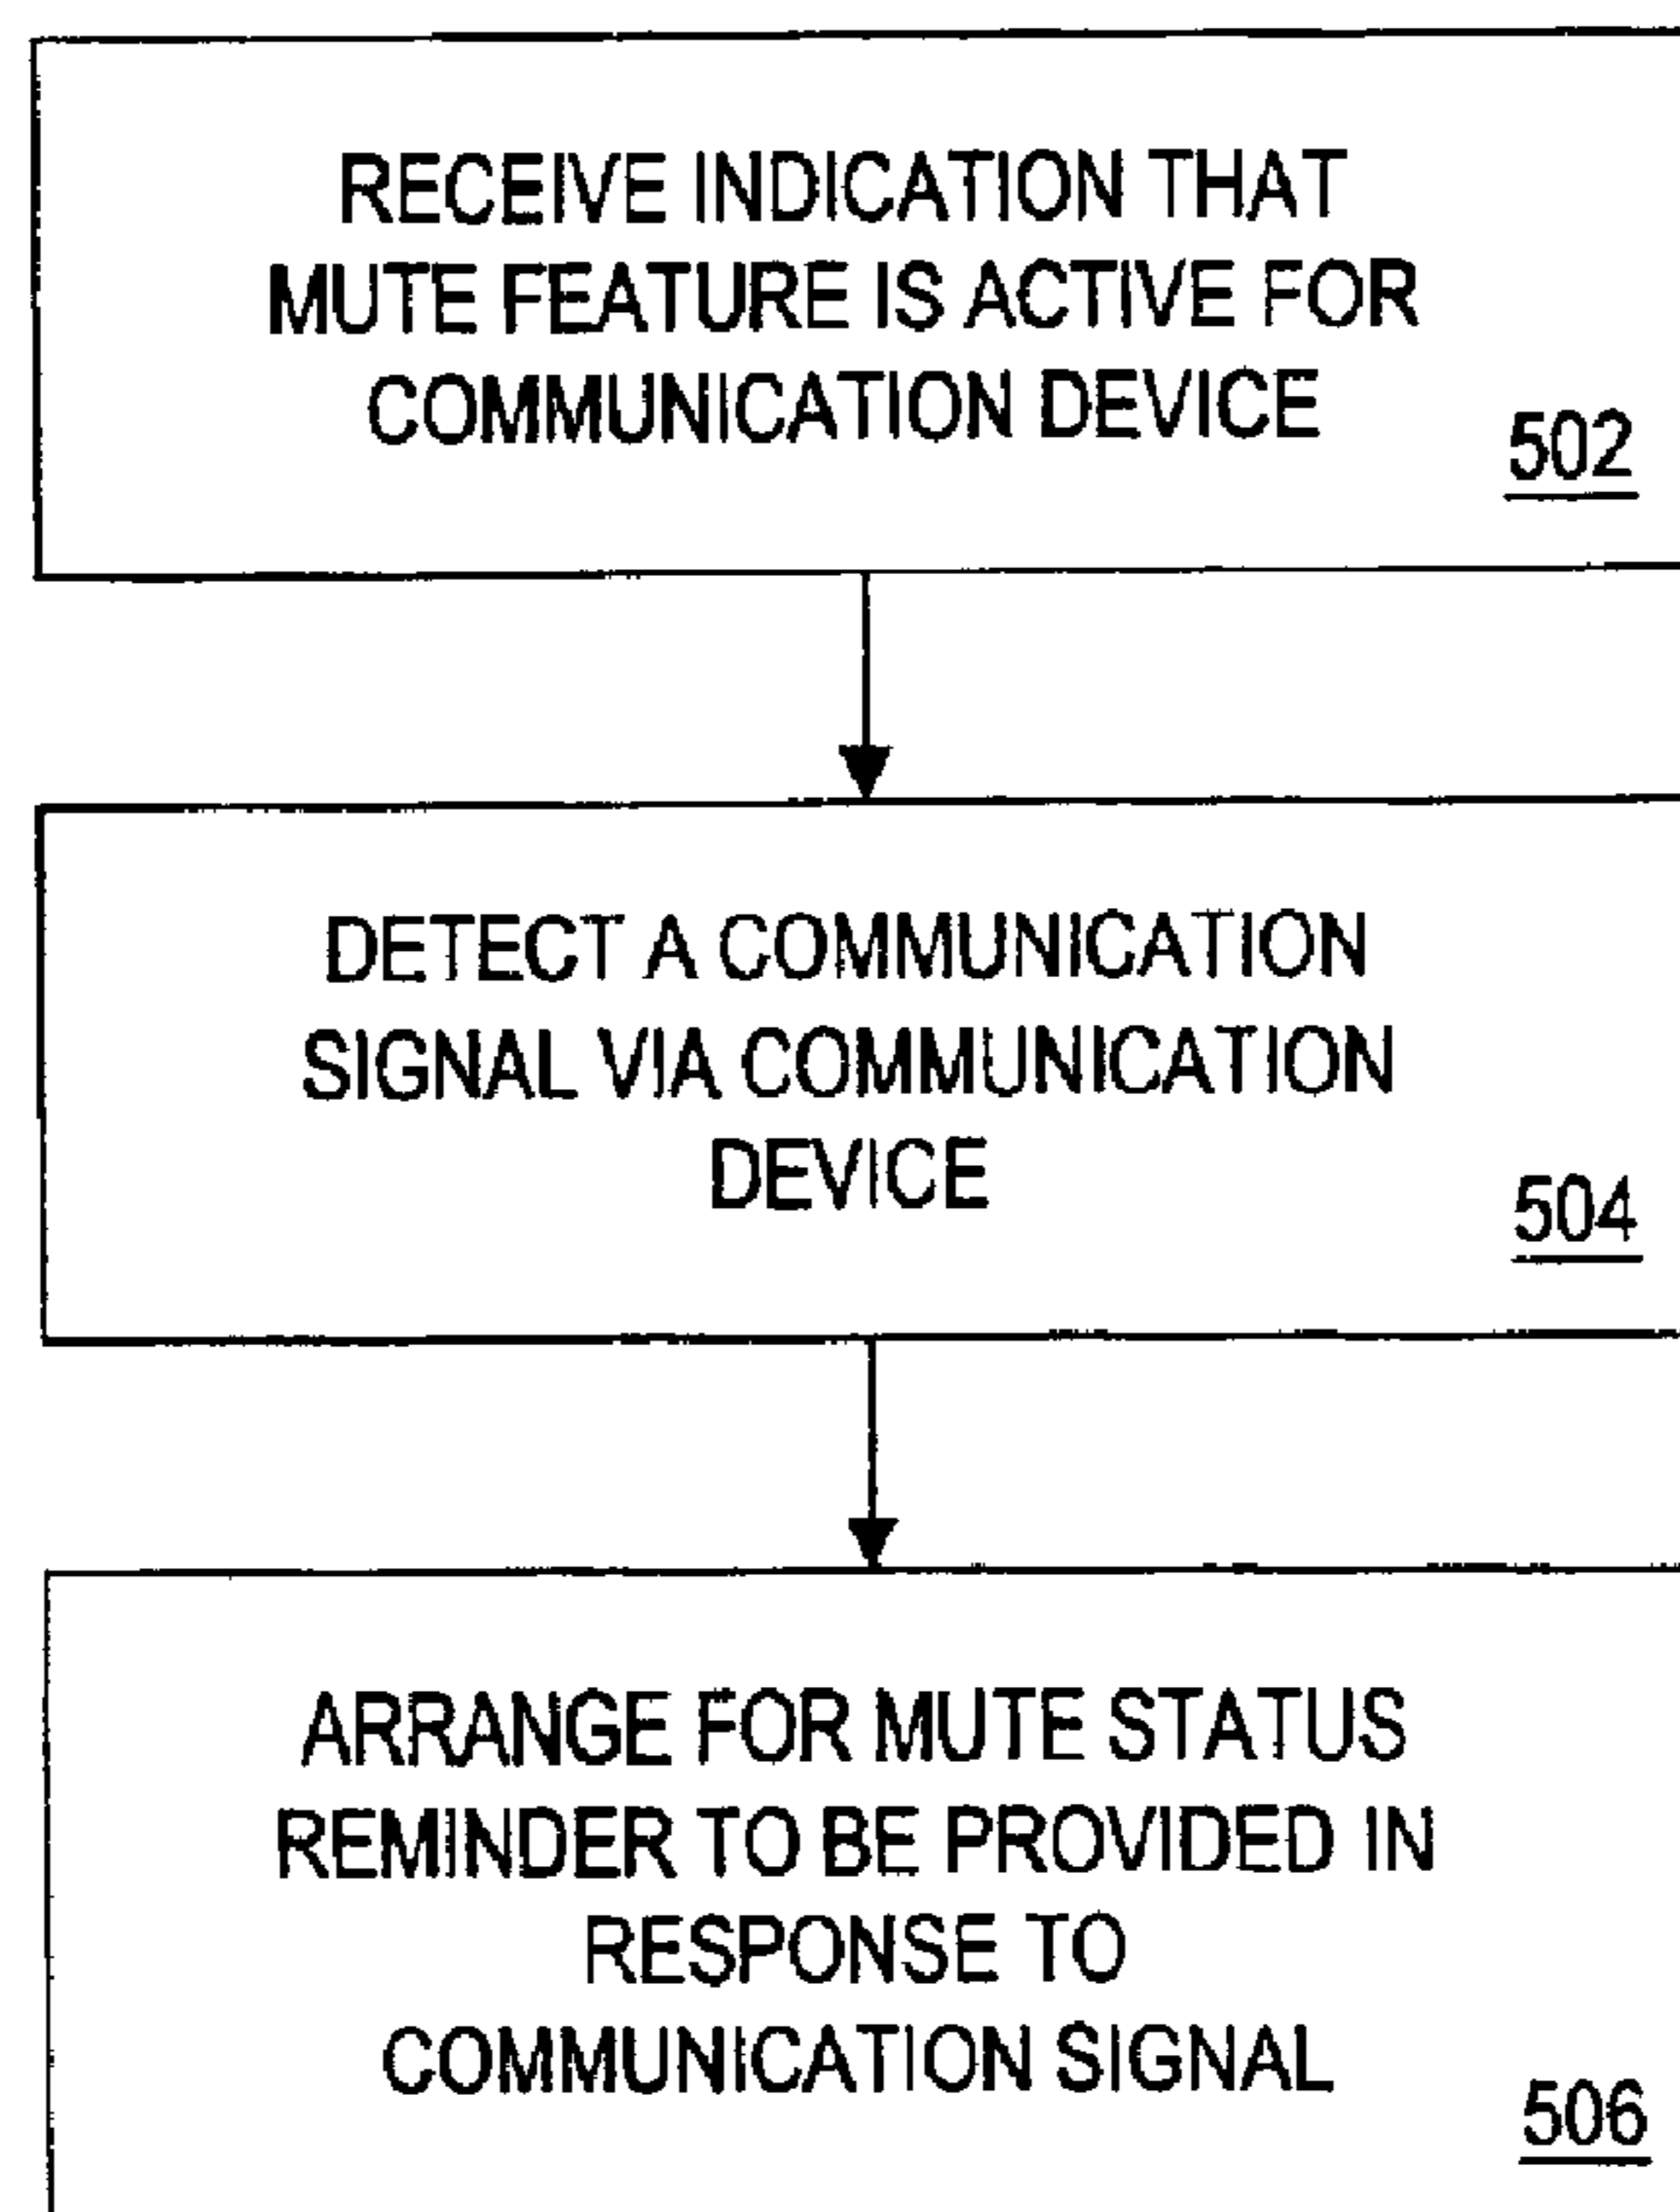 RECEIVE INDICATION THAT
MUTE FEATURE IS ACTIVE FOR
COMMUNICATION DEVICE
502
DETECT A COMMUNICATION
SIGNAL VIA COMMUNICATION
DEVICE
504
ARRANGE FOR MUTE STATUS
REMINDER TO BE PROVIDED IN
RESPONSE TO
COMMUNICATION SIGNAL
506